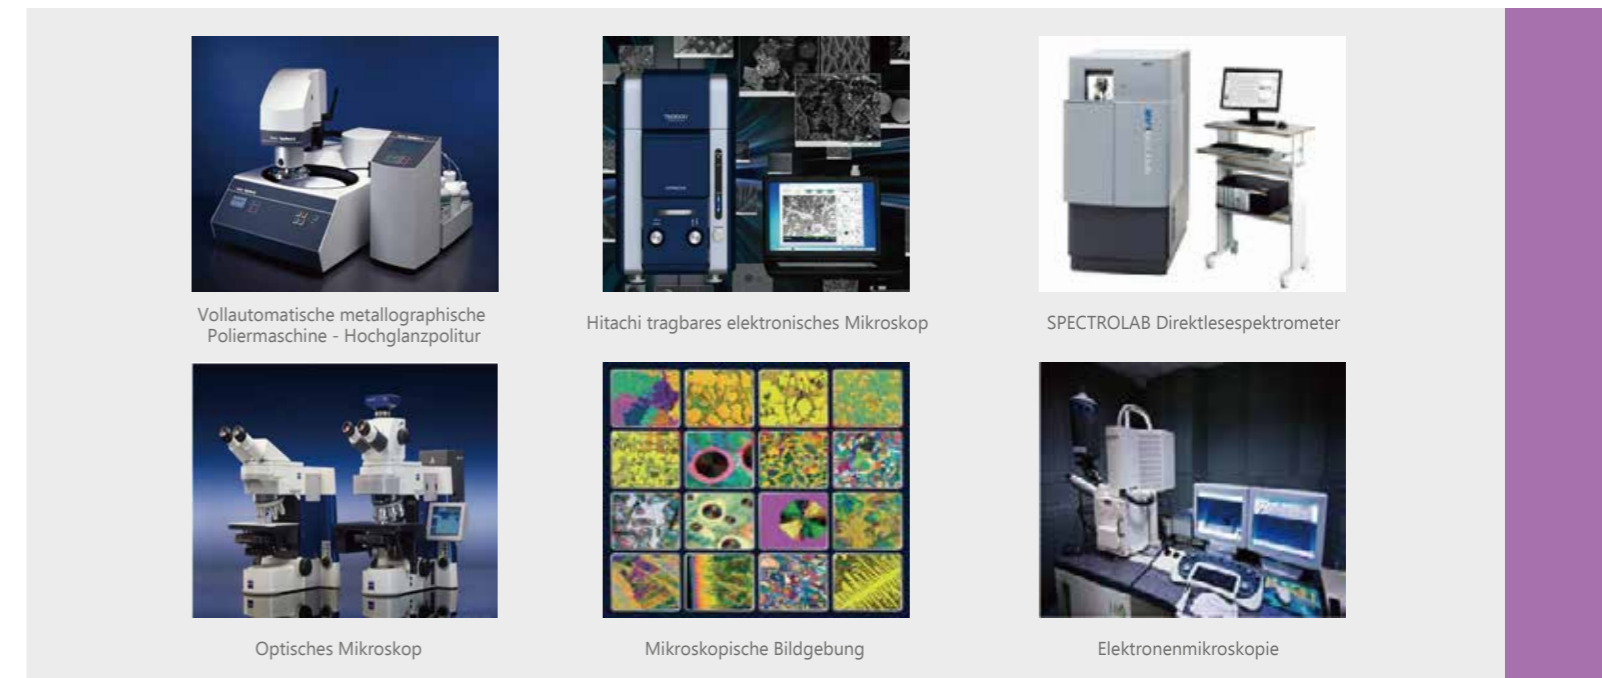 Vollautomatische metallographische
Poliermaschine - Hochglanzpolitur
Hitachi tragbares elektronisches Mikroskop
SPECTROLAB Direktlesespektrometer
Optisches Mikroskop
Mikroskopische Bildgebung
Elektronenmikroskopie